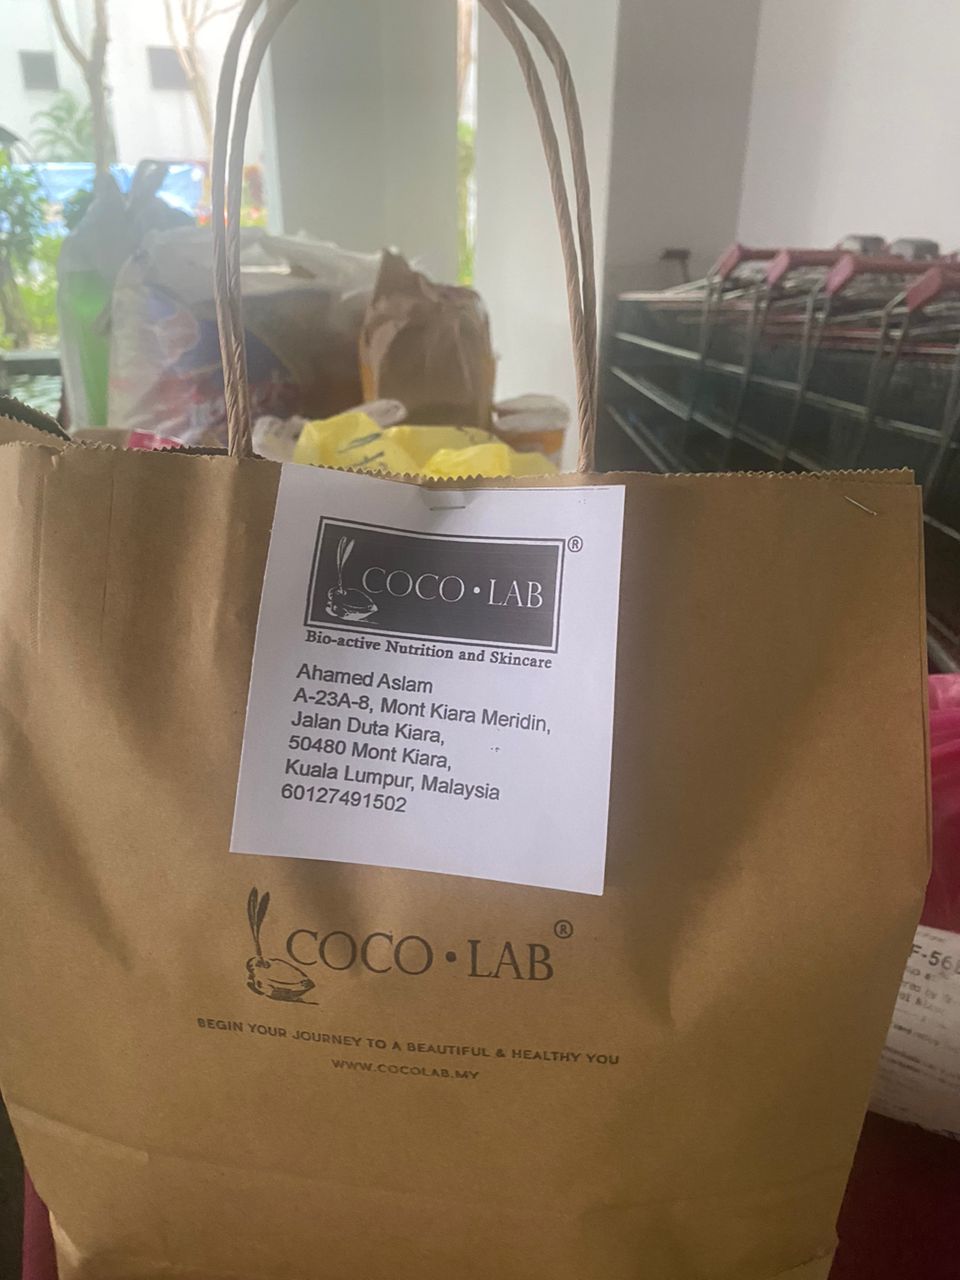 COCO • LAB ®
Bio-active Nutrition and Skincare
Ahamed Aslam
A-23A-8, Mont Kiara Meridin,
Jalan Duta Kiara,
50480 Mont Kiara,
Kuala Lumpur, Malaysia
60127491502
COCO • LAB ®
BEGIN YOUR JOURNEY TO A BEAUTIFUL & HEALTHY YOU
WWW.COCOLAB.MY